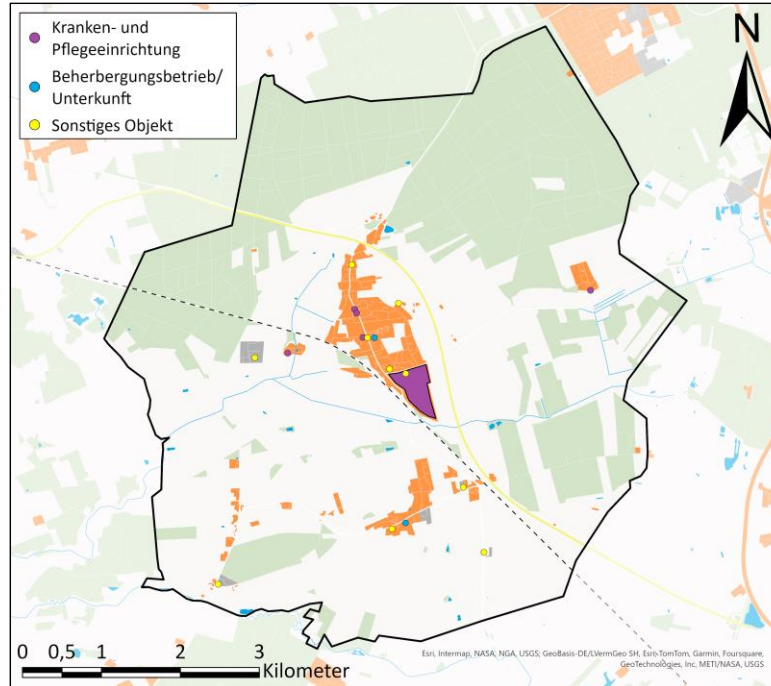 Kranken- und
Pflegeeinrichtung
Beherbergungsbetrieb/
Unterkunft
Sonstiges Objekt
N
0 0,5 1 2 3
Kilometer
Esri, Intermap, NASA, NGA, USGS; GeoBasis-DE/LVermGeo SH, Esri, TomTom, Garmin, Foursquare,
GeoTechnologies, Inc, METI/NASA, USGS